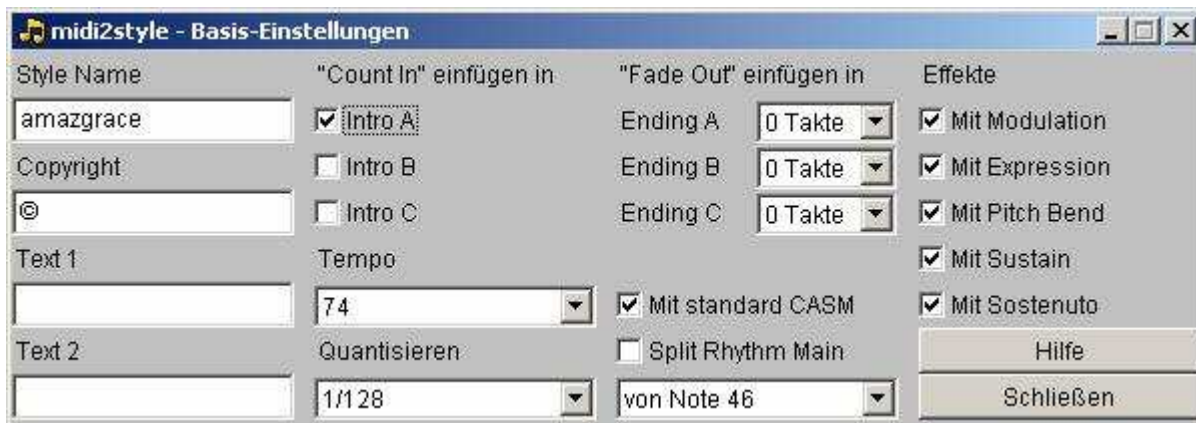 midi2style - Basis-Einstellungen
Style Name
"Count In" einfügen in
"Fade Out" einfügen in
Effekte
amazgrace
Intro A
Ending A
0 Takte
Mit Modulation
Copyright
Intro B
Ending B
0 Takte
Mit Expression
©
Intro C
Ending C
0 Takte
Mit Pitch Bend
Text 1
Tempo
Mit Sustain
74
Mit standard CASM
Mit Sostenuto
Text 2
Quantisieren
Split Rhythm Main
Hilfe
1/128
von Note 46
Schließen